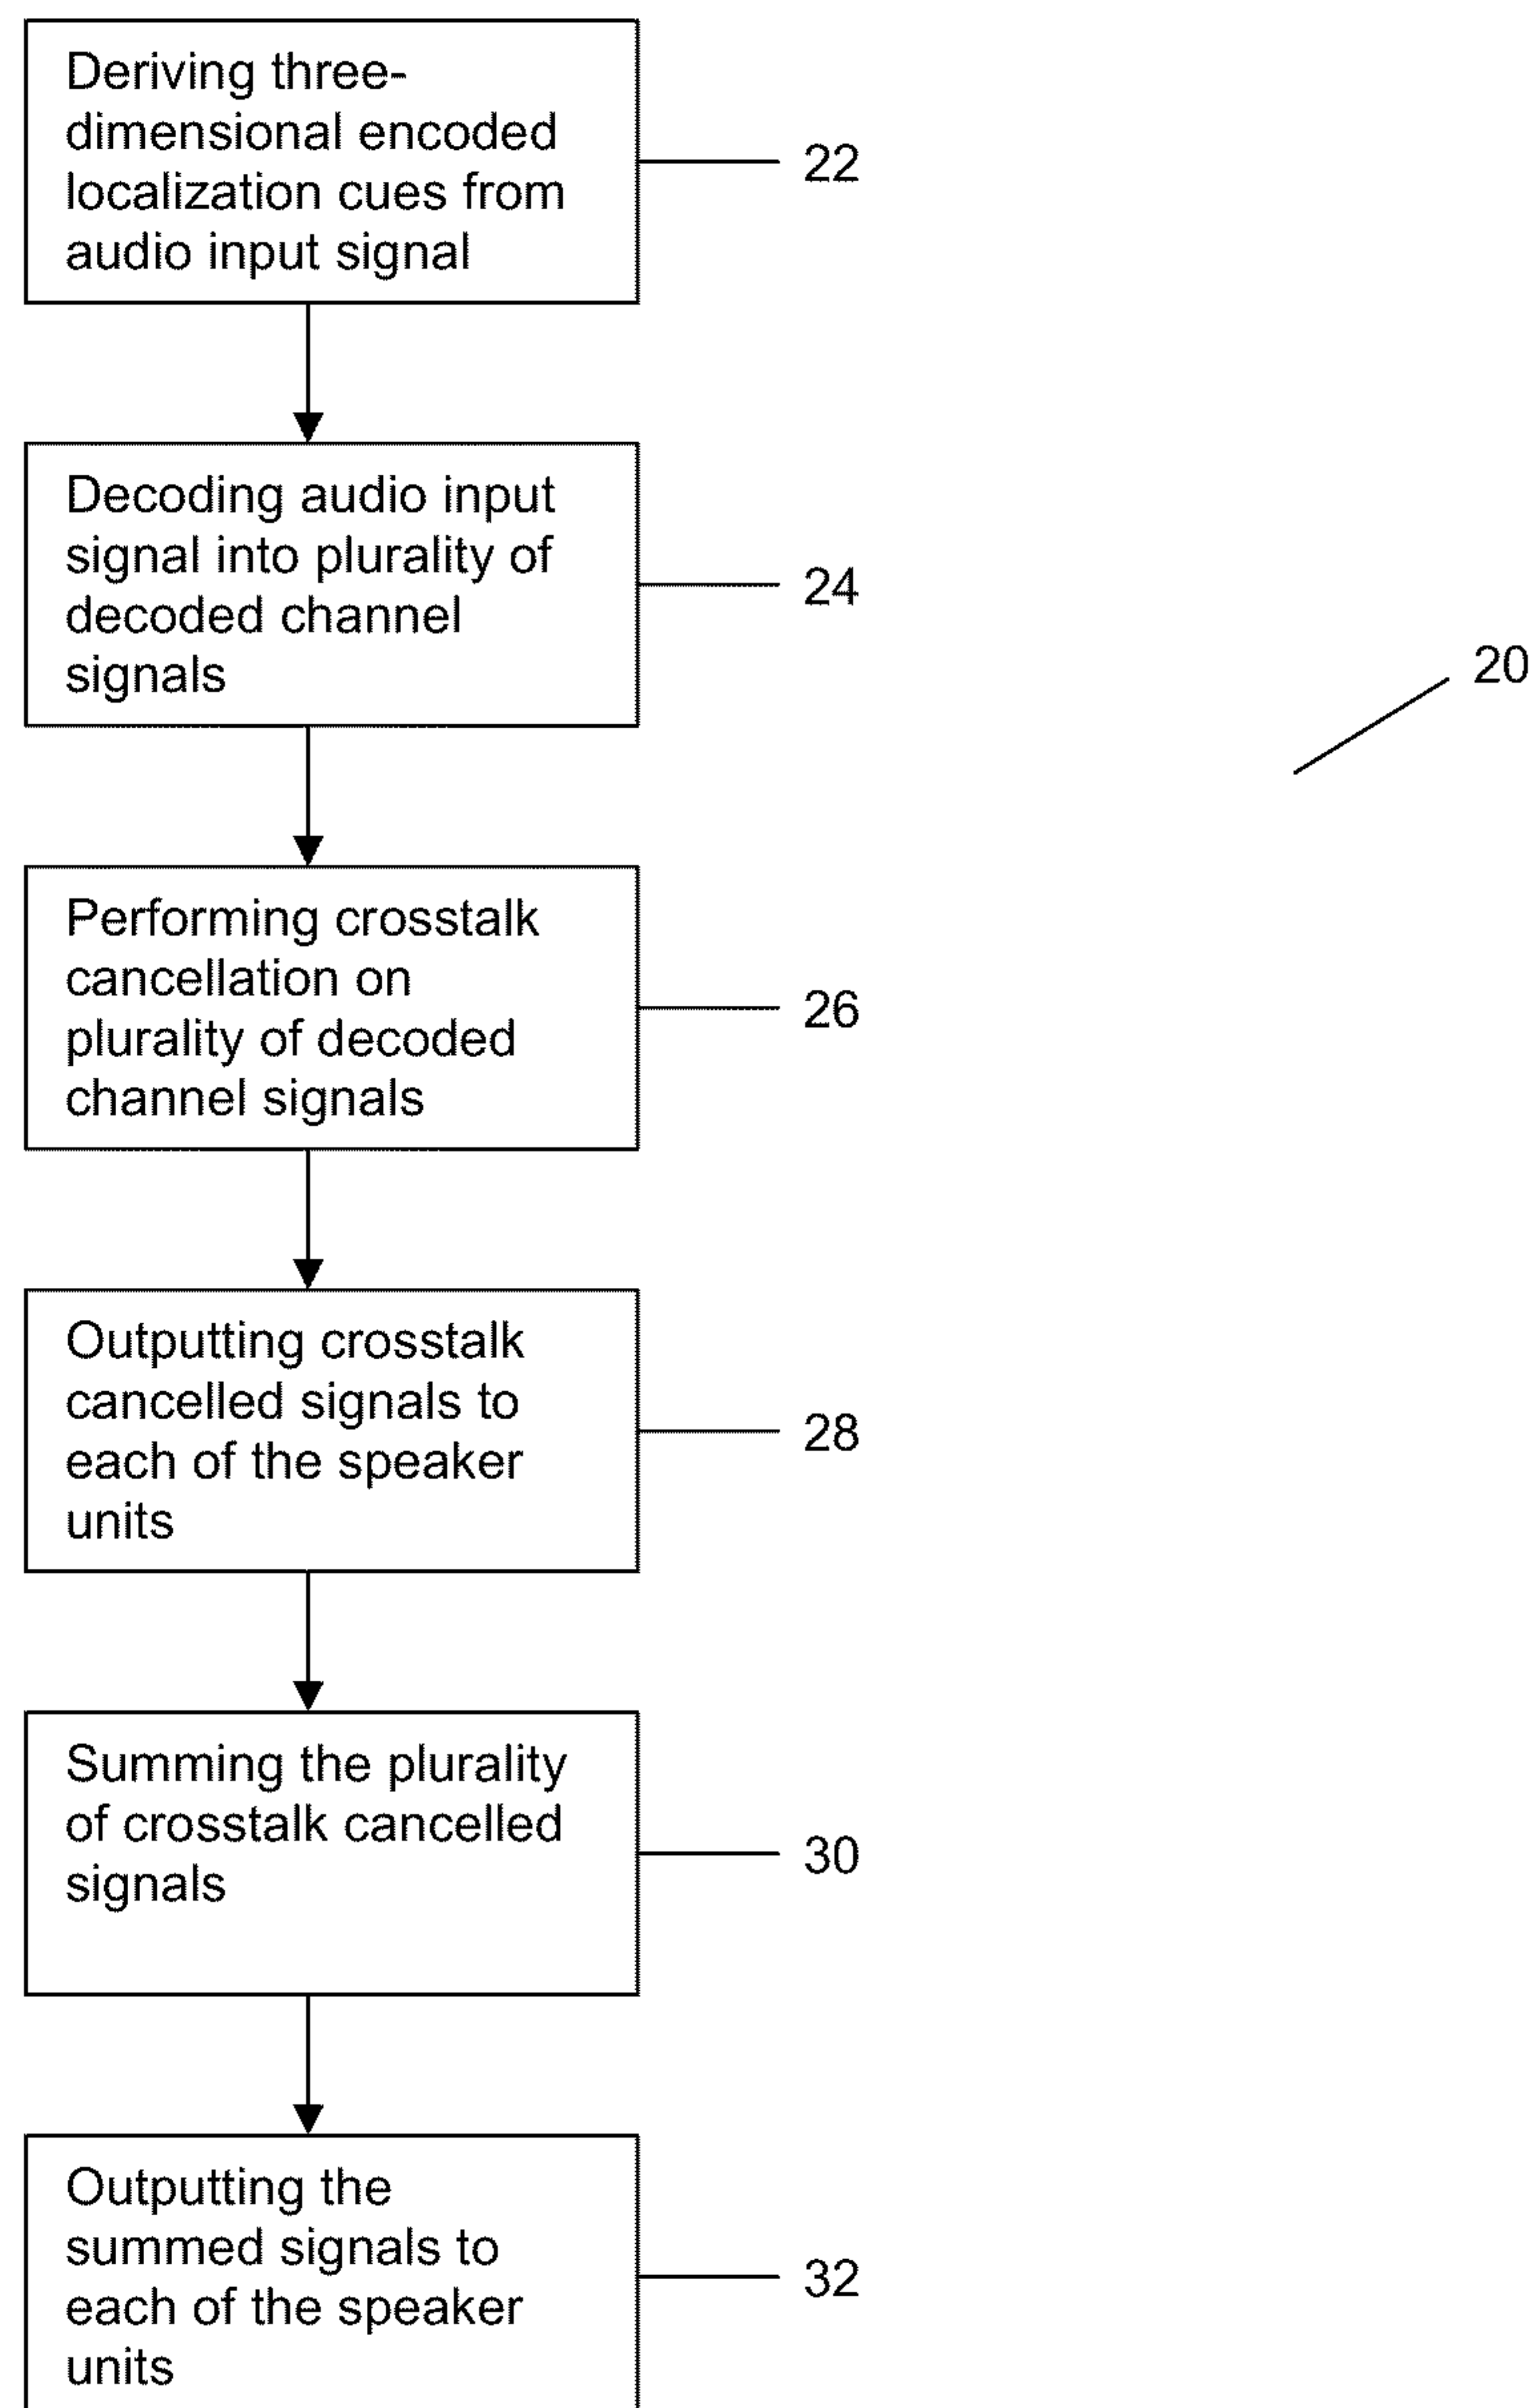 Deriving three-
dimensional encoded
localization cues from
audio input signal
22
Decoding audio input
signal into plurality of
decoded channel
signals
24
20
Performing crosstalk
cancellation on
plurality of decoded
channel signals
26
Outputting crosstalk
cancelled signals to
each of the speaker
units
28
Summing the plurality
of crosstalk cancelled
signals
30
Outputting the
summed signals to
each of the speaker
units
32